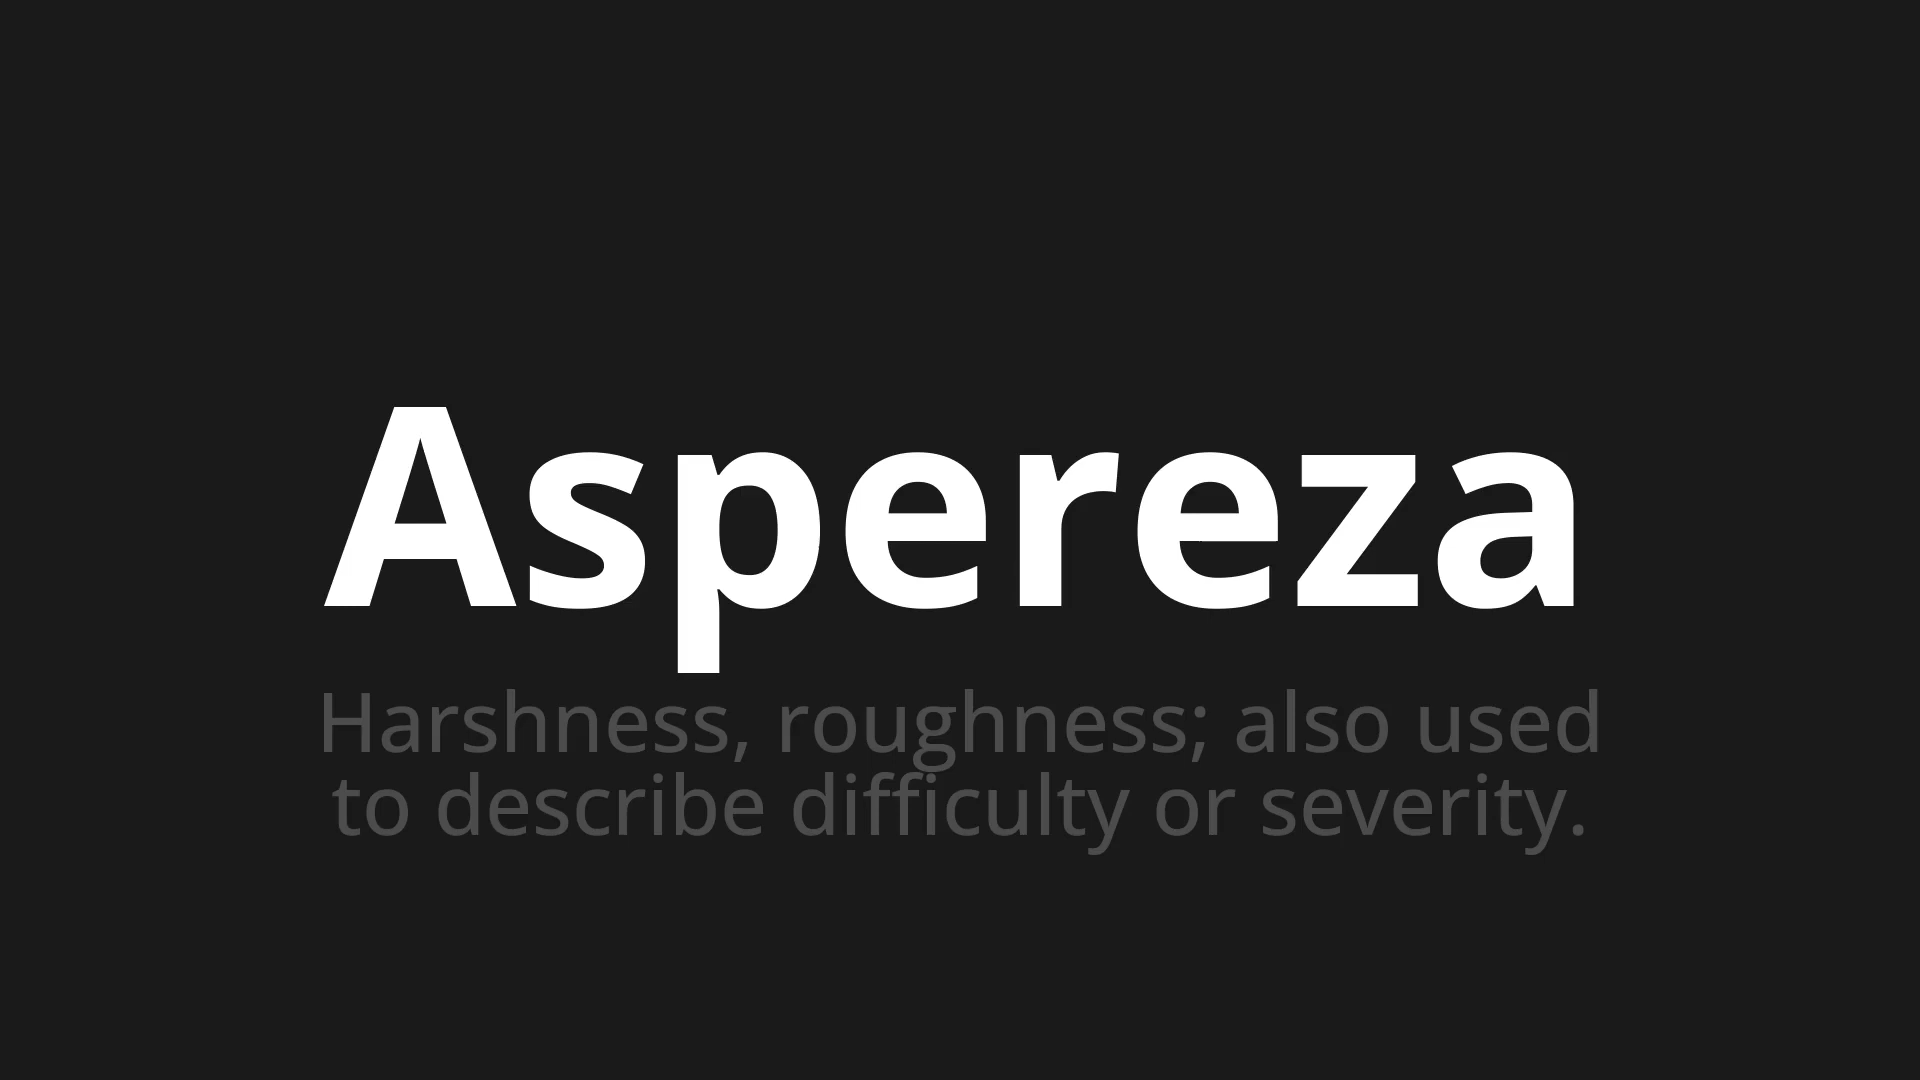 Aspereza
Harshness, roughness; also used
to describe difficulty or severity.